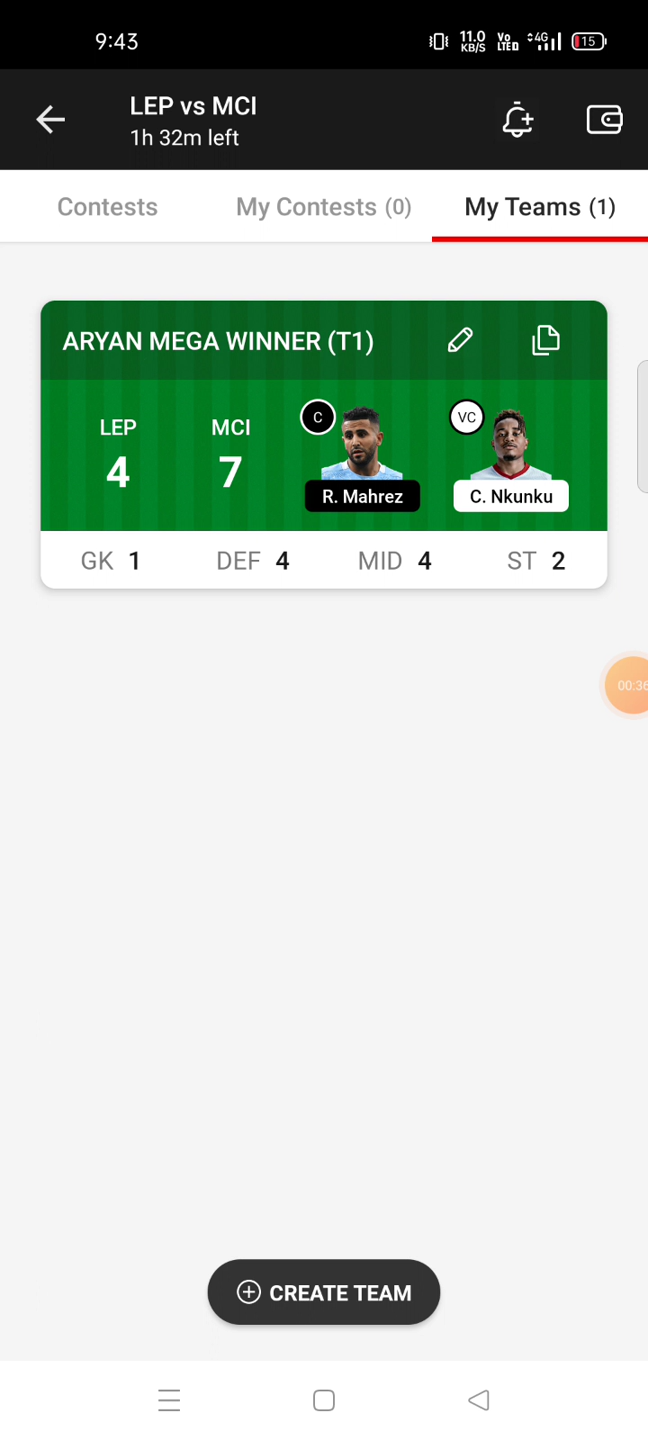 9:43
11.0 KB/S
Vo LTE
4G
15
LEP vs MCI
1h 32m left
Contests
My Contests (0)
My Teams (1)
ARYAN MEGA WINNER (T1)
LEP
MCI
4
7
C
VC
R. Mahrez
C. Nkunku
GK 1
DEF 4
MID 4
ST 2
00:36
CREATE TEAM